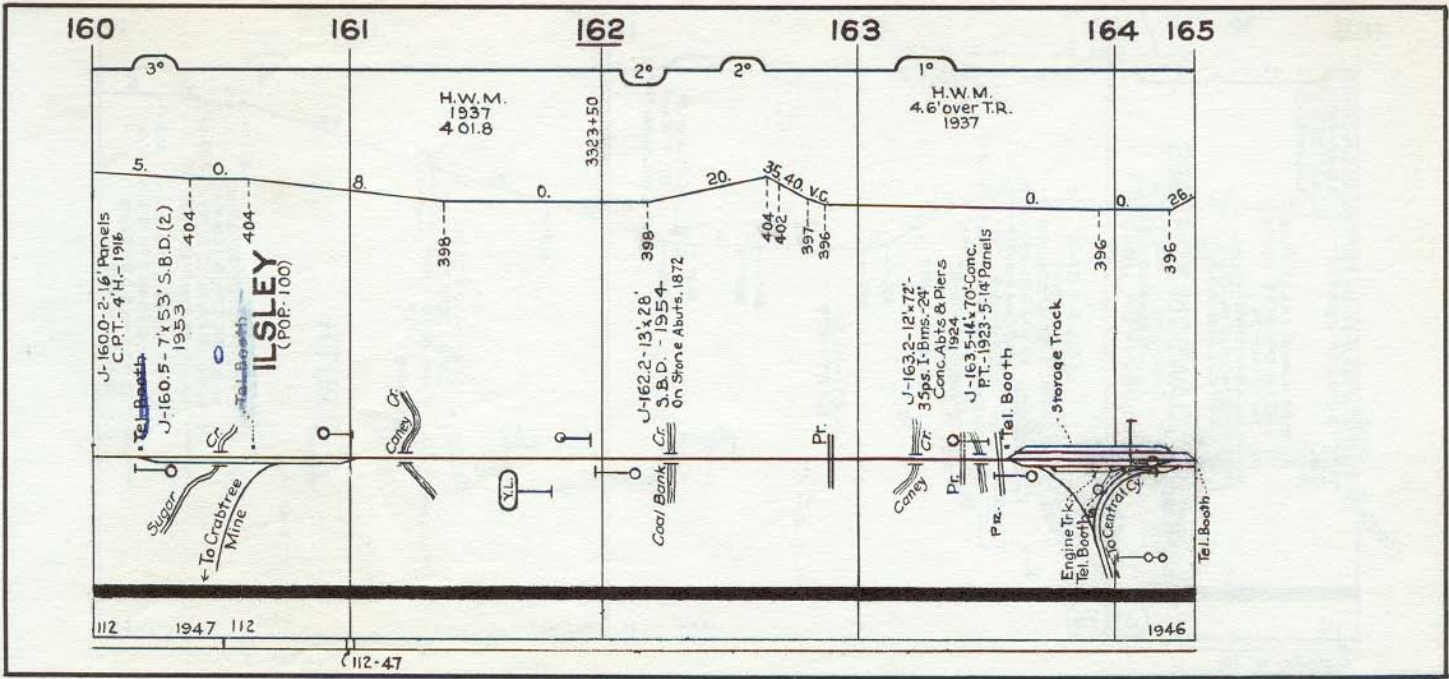 160 161 162 163 164 165
3° 2° 2° 1°
H.W.M.
1937
401.8
3323+50
H.W.M.
4.6' over T.R.
1937
5. 0. 8. 0. 20. 35. 40. V.C. 0. 0. 26.
404 404 398 398 404 402 397 396 396 396
J-160.0-2-16' Panels
C.P.T.-4'H.-1916
Tel. Booth
J-160.5-7'x53' S.B.D.(2)
1953
Tel. Booth
ILSLEY
(POP. 100)
J-162.2-13'x28'
S.B.D.-1954
On Stone Abuts. 1872
J-163.2-12'x72'-
35ps. I-Bms.-24'
Conc. Abts & Piers
1924
J-163.5-14'x70' Conc.
P.T.-1923-5-14' Panels
Tel. Booth
Storage Track
Sugar Cr.
To Crabtree
Mine
Caney Cr.
Y.L.
Coal Bank Cr.
Pr.
Caney Cr.
Pr.
Pr.
Engine Trk.
Tel. Booth
To Central Cy
Tel. Booth
112 1947 112 1946
112-47